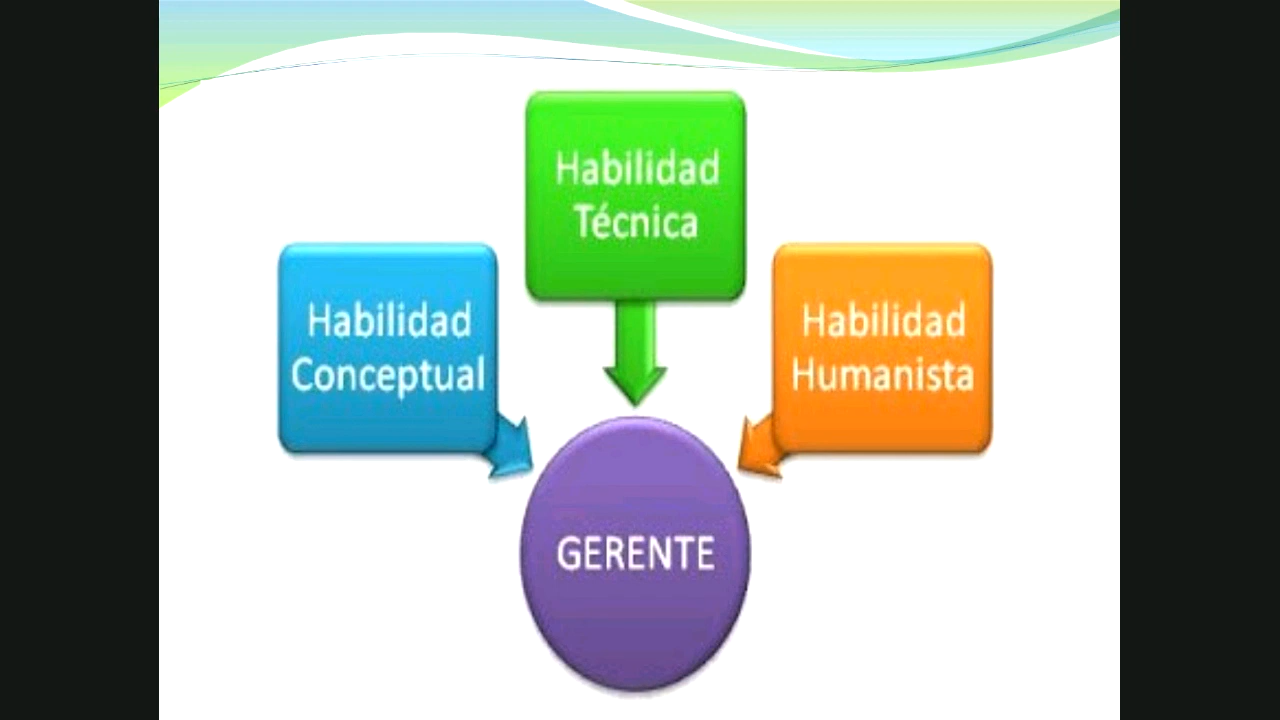 Habilidad
Técnica
Habilidad
Conceptual
Habilidad
Humanista
GERENTE